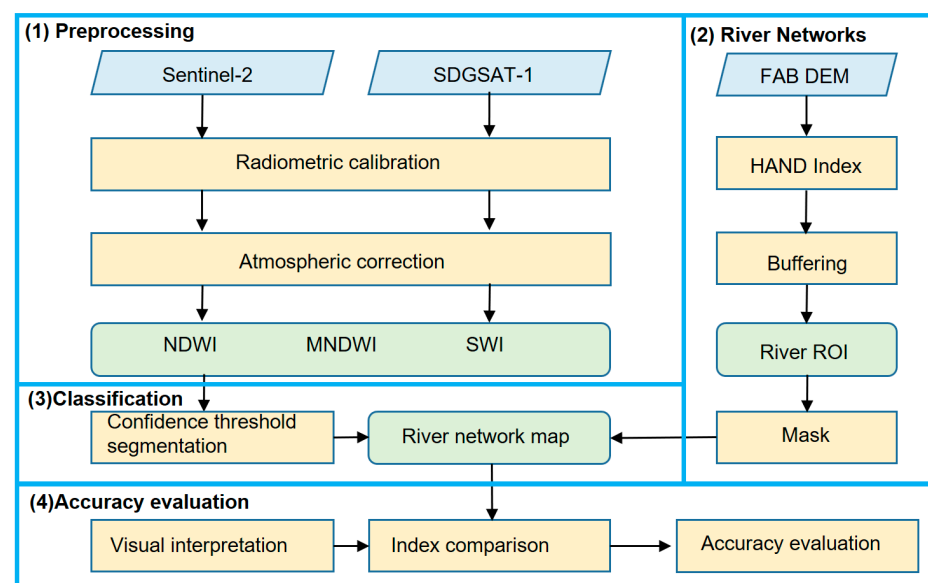 (1) Preprocessing
Sentinel-2
SDGSAT-1
Radiometric calibration
Atmospheric correction
NDWI
MNDWI
SWI
(2) River Networks
FAB DEM
HAND Index
Buffering
River ROI
Mask
(3)Classification
Confidence threshold
segmentation
River network map
(4)Accuracy evaluation
Visual interpretation
Index comparison
Accuracy evaluation